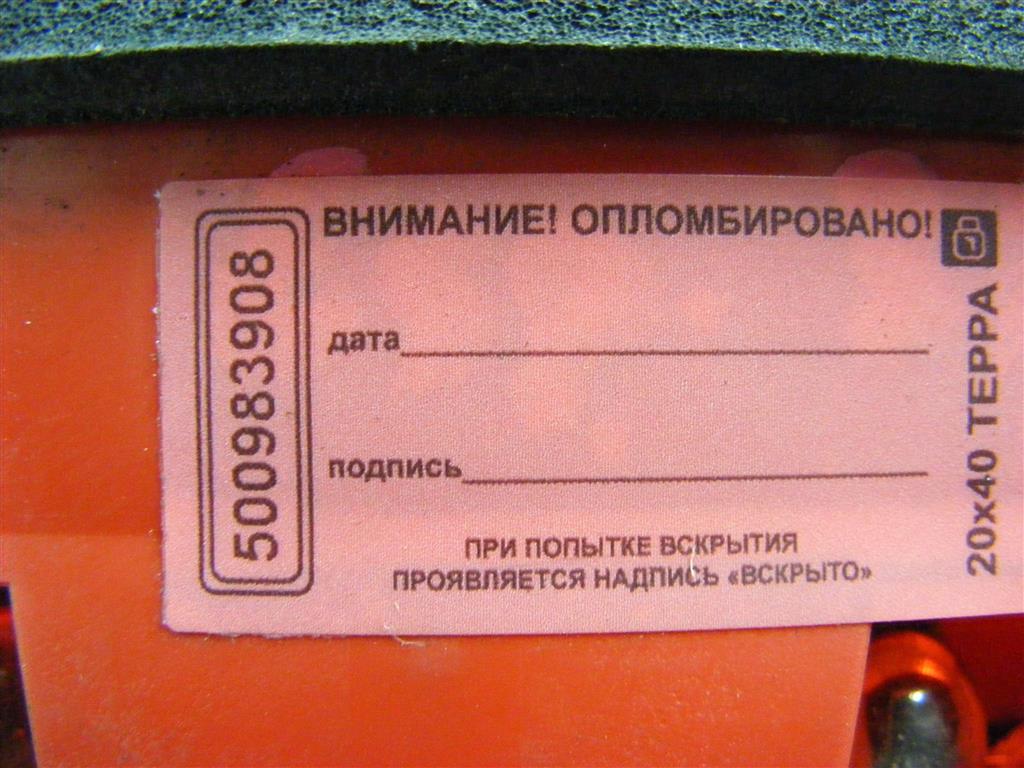 ВНИМАНИЕ! ОПЛОМБИРОВАНО!
500983908
дата
подпись
ПРИ ПОПЫТКЕ ВСКРЫТИЯ
ПРОЯВЛЯЕТСЯ НАДПИСЬ «ВСКРЫТО»
20x40 ТЕРРА